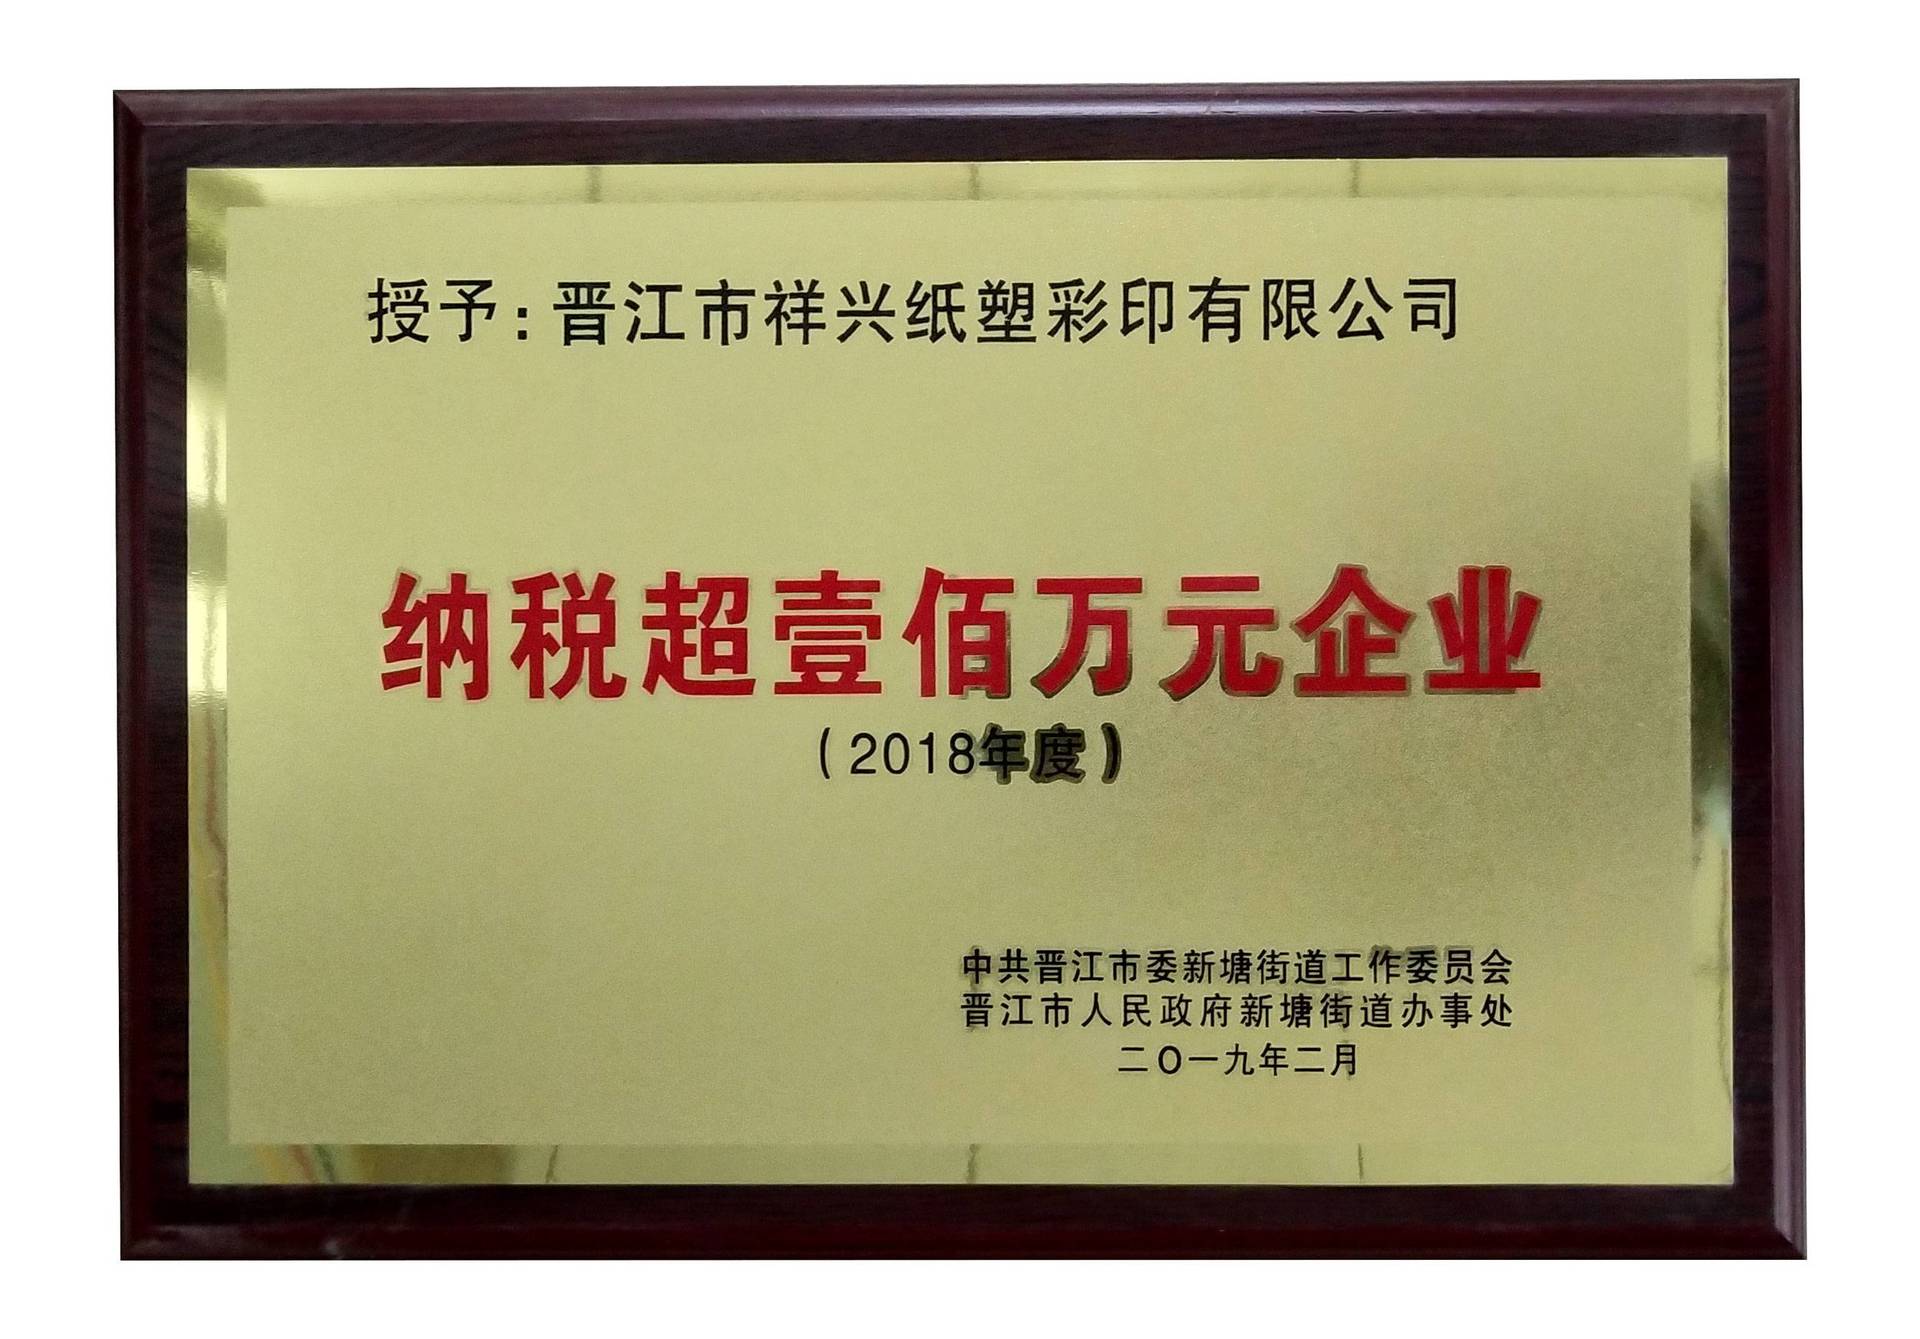 授予：晋江市祥兴纸塑彩印有限公司
纳税超壹佰万元企业
（2018年度）
中共晋江市委新塘街道工作委员会
晋江市人民政府新塘街道办事处
二〇一九年二月